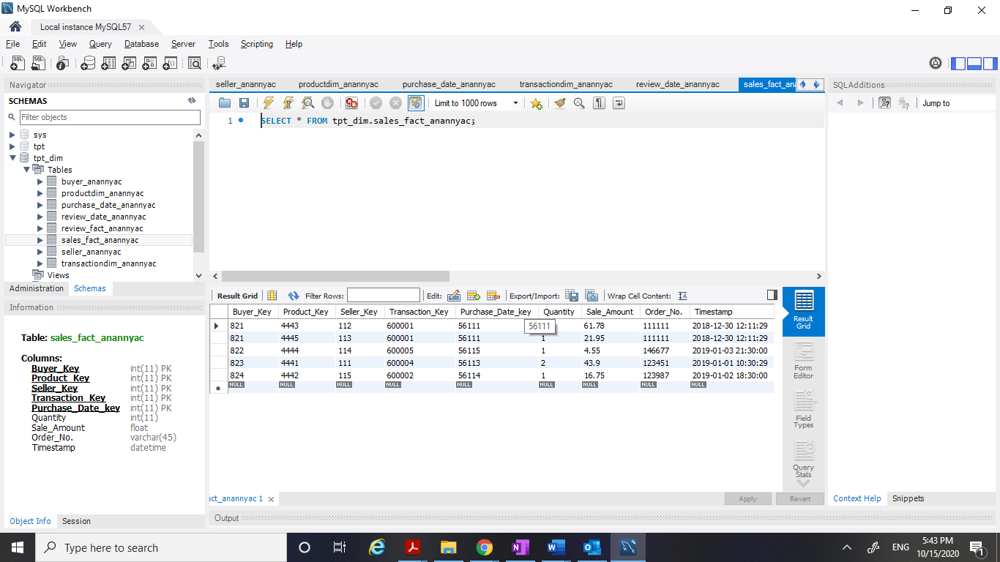 MySQL Workbench
Local instance MySQL57
File Edit View Query Database Server Tools Scripting Help
Navigator
SCHEMAS
Filter objects
sys
tpt
tpt_dim
Tables
buyer_anannyac
productdim_anannyac
purchase_date_anannyac
review_date_anannyac
review_fact_anannyac
sales_fact_anannyac
seller_anannyac
transactiondim_anannyac
Views
Administration Schemas
Information
Table: sales_fact_anannyac
Columns:
Buyer_Key int(11) PK
Product_Key int(11) PK
Seller_Key int(11) PK
Transaction_Key int(11) PK
Purchase_Date_key int(11) PK
Quantity int(11)
Sale_Amount float
Order_No. varchar(45)
Timestamp datetime
Object Info Session
seller_anannyac productdim_anannyac purchase_date_anannyac transactiondim_anannyac review_date_anannyac sales_fact_ana
Limit to 1000 rows
1 SELECT * FROM tpt_dim.sales_fact_anannyac;
Result Grid Filter Rows: Edit: Export/Import: Wrap Cell Content:
Buyer_Key Product_Key Seller_Key Transaction_Key Purchase_Date_key Quantity Sale_Amount Order_No. Timestamp
821 4443 112 600001 56111 61.78 111111 2018-12-30 12:11:29
56111
821 4445 113 600001 56111 1 21.95 111111 2018-12-30 12:11:29
822 4444 114 600005 56115 1 4.55 146677 2019-01-03 21:30:00
823 4441 111 600004 56113 2 43.9 123451 2019-01-01 10:30:29
824 4442 115 600002 56114 1 16.75 123987 2019-01-02 18:30:00
NULL NULL NULL NULL NULL NULL NULL NULL NULL
Result
Grid
Form
Editor
Field
Types
Query
Stats
ct_anannyac 1
Apply Revert
Output
SQLAdditions
Jump to
Context Help Snippets
Type here to search
ENG
5:43 PM
10/15/2020
1